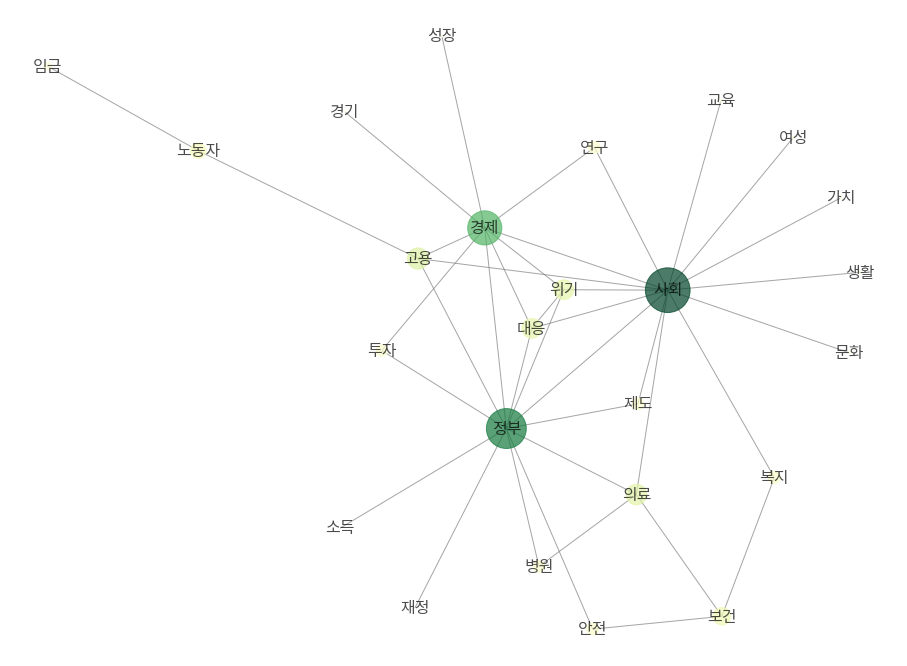 성장
임금
교육
경기
여성
연구
노동자
가치
경제
고용
생활
위기
사회
대응
투자
문화
제도
정부
복지
의료
소득
병원
재정
보건
안전